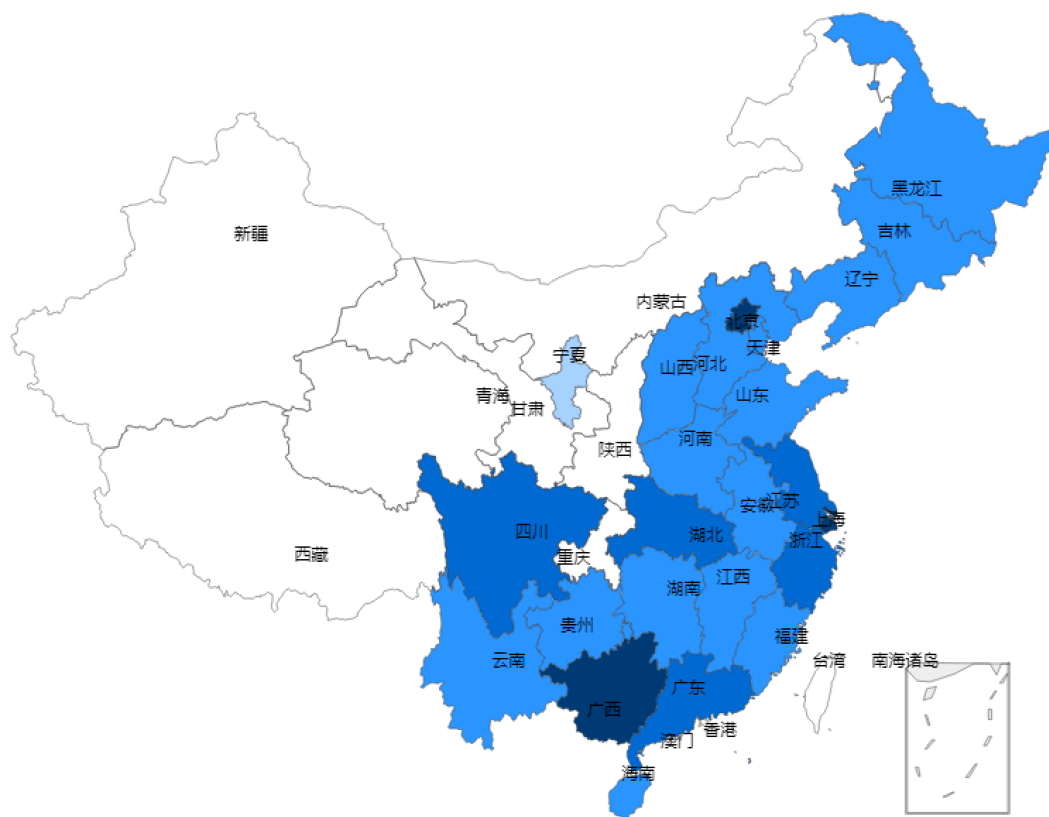 黑龙江
吉林
新疆
辽宁
内蒙古
北京
天津
宁夏
山西
河北
青海
甘肃
山东
河南
陕西
安徽
江苏
上海
四川
湖北
浙江
西藏
重庆
湖南
江西
贵州
福建
云南
台湾
南海诸岛
广东
广西
香港
澳门
海南